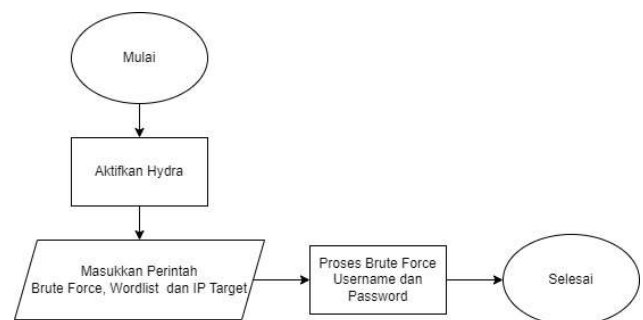 Mulai
Aktifkan Hydra
Masukkan Perintah
Brute Force, Wordlist dan IP Target
Proses Brute Force
Username dan
Password
Selesai